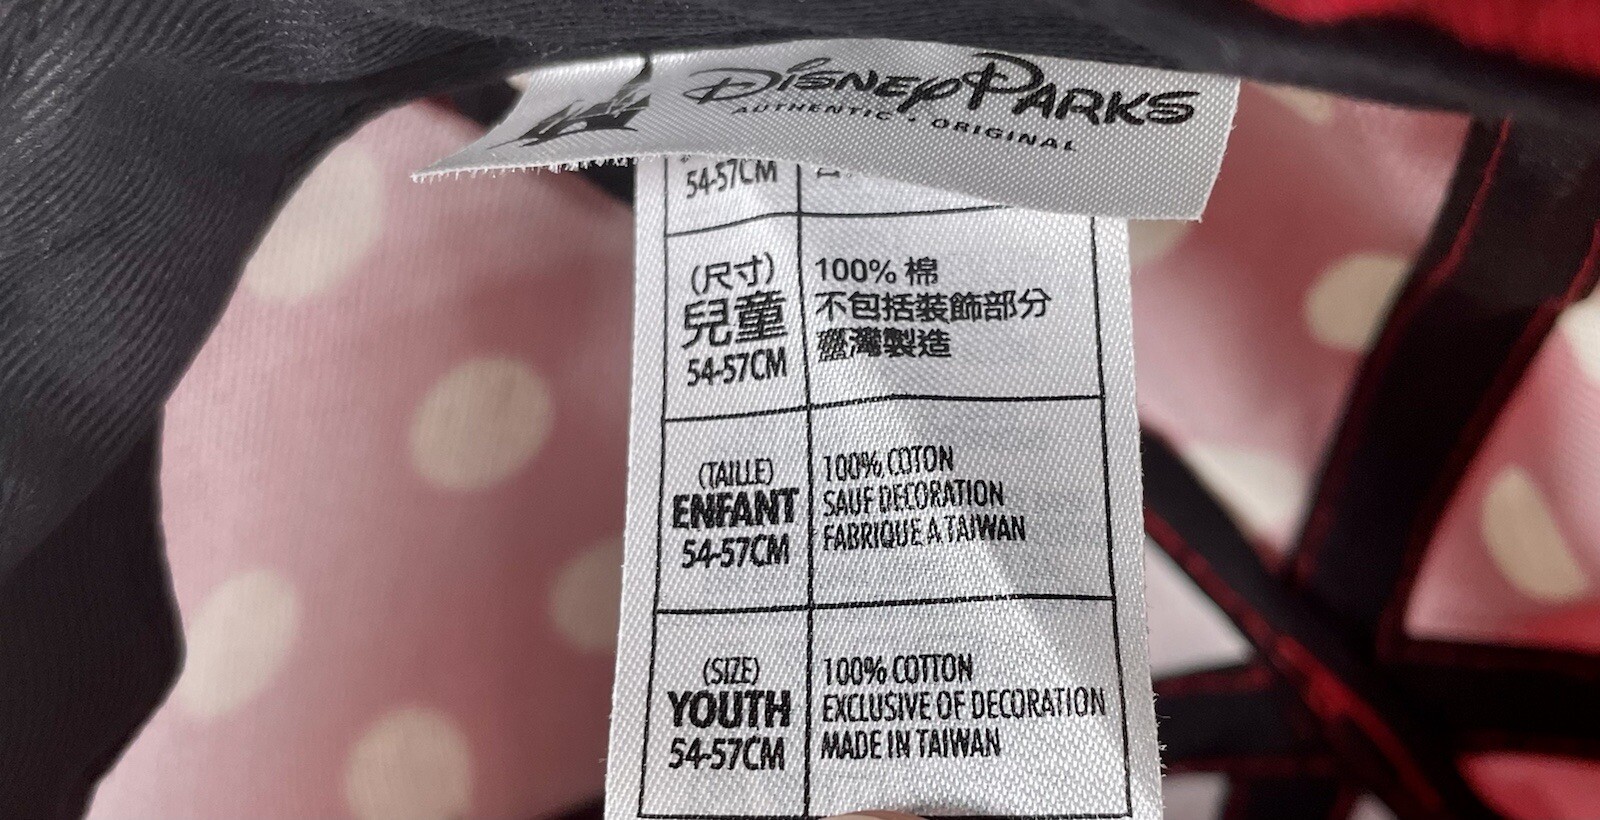 DISNEY PARKS
AUTHENTIC • ORIGINAL
54-57CM
(尺寸)
兒童
54-57CM
100% 棉
不包括裝飾部分
臺灣製造
(TAILLE)
ENFANT
54-57CM
100% COTON
SAUF DECORATION
FABRIQUE A TAIWAN
(SIZE)
YOUTH
54-57CM
100% COTTON
EXCLUSIVE OF DECORATION
MADE IN TAIWAN